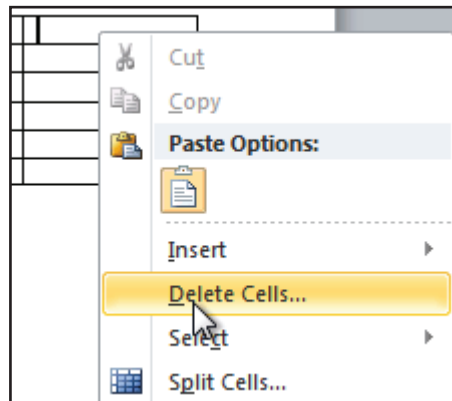 Cut
Copy
Paste Options:
Insert
Delete Cells...
Select
Split Cells...